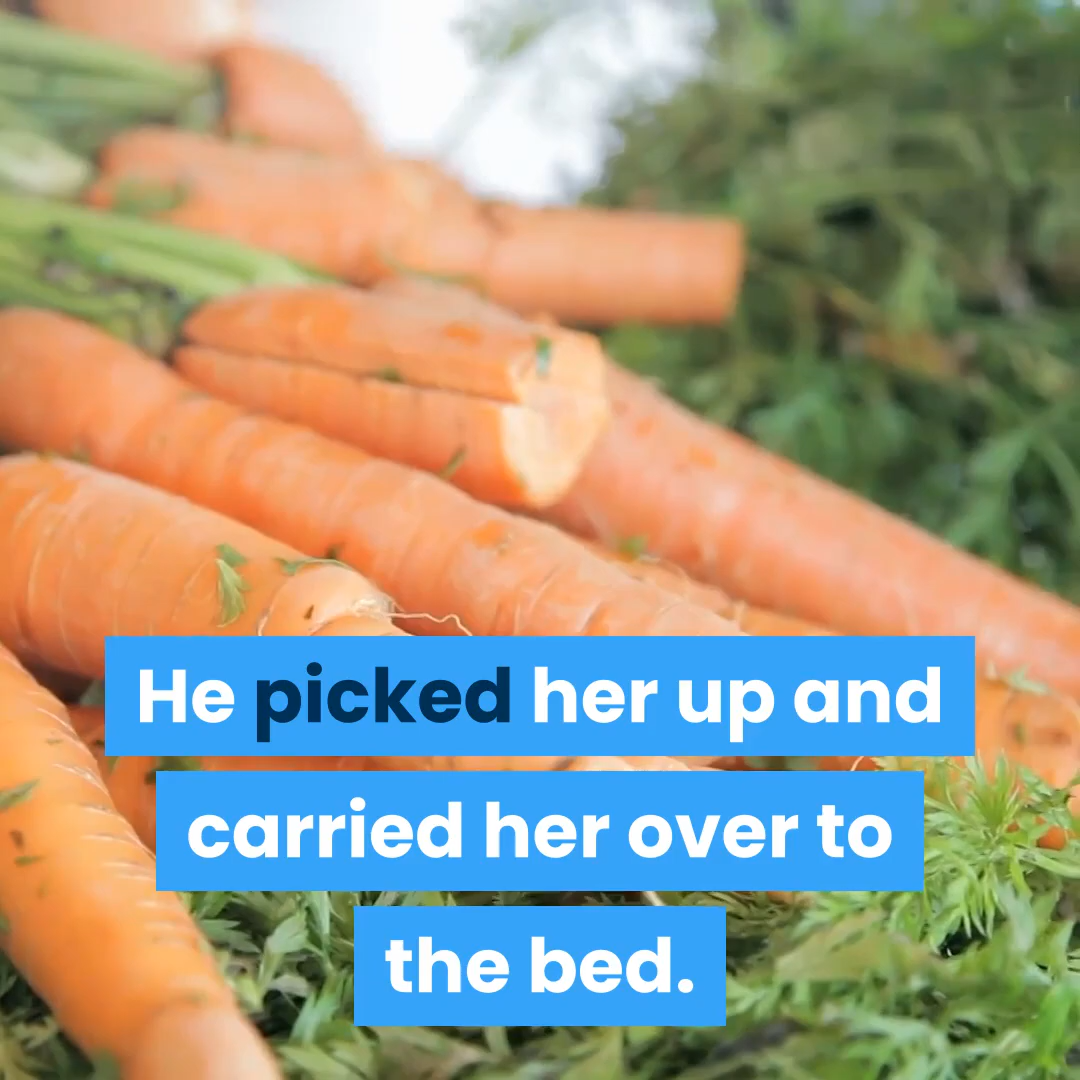 He picked her up and
carried her over to
the bed.